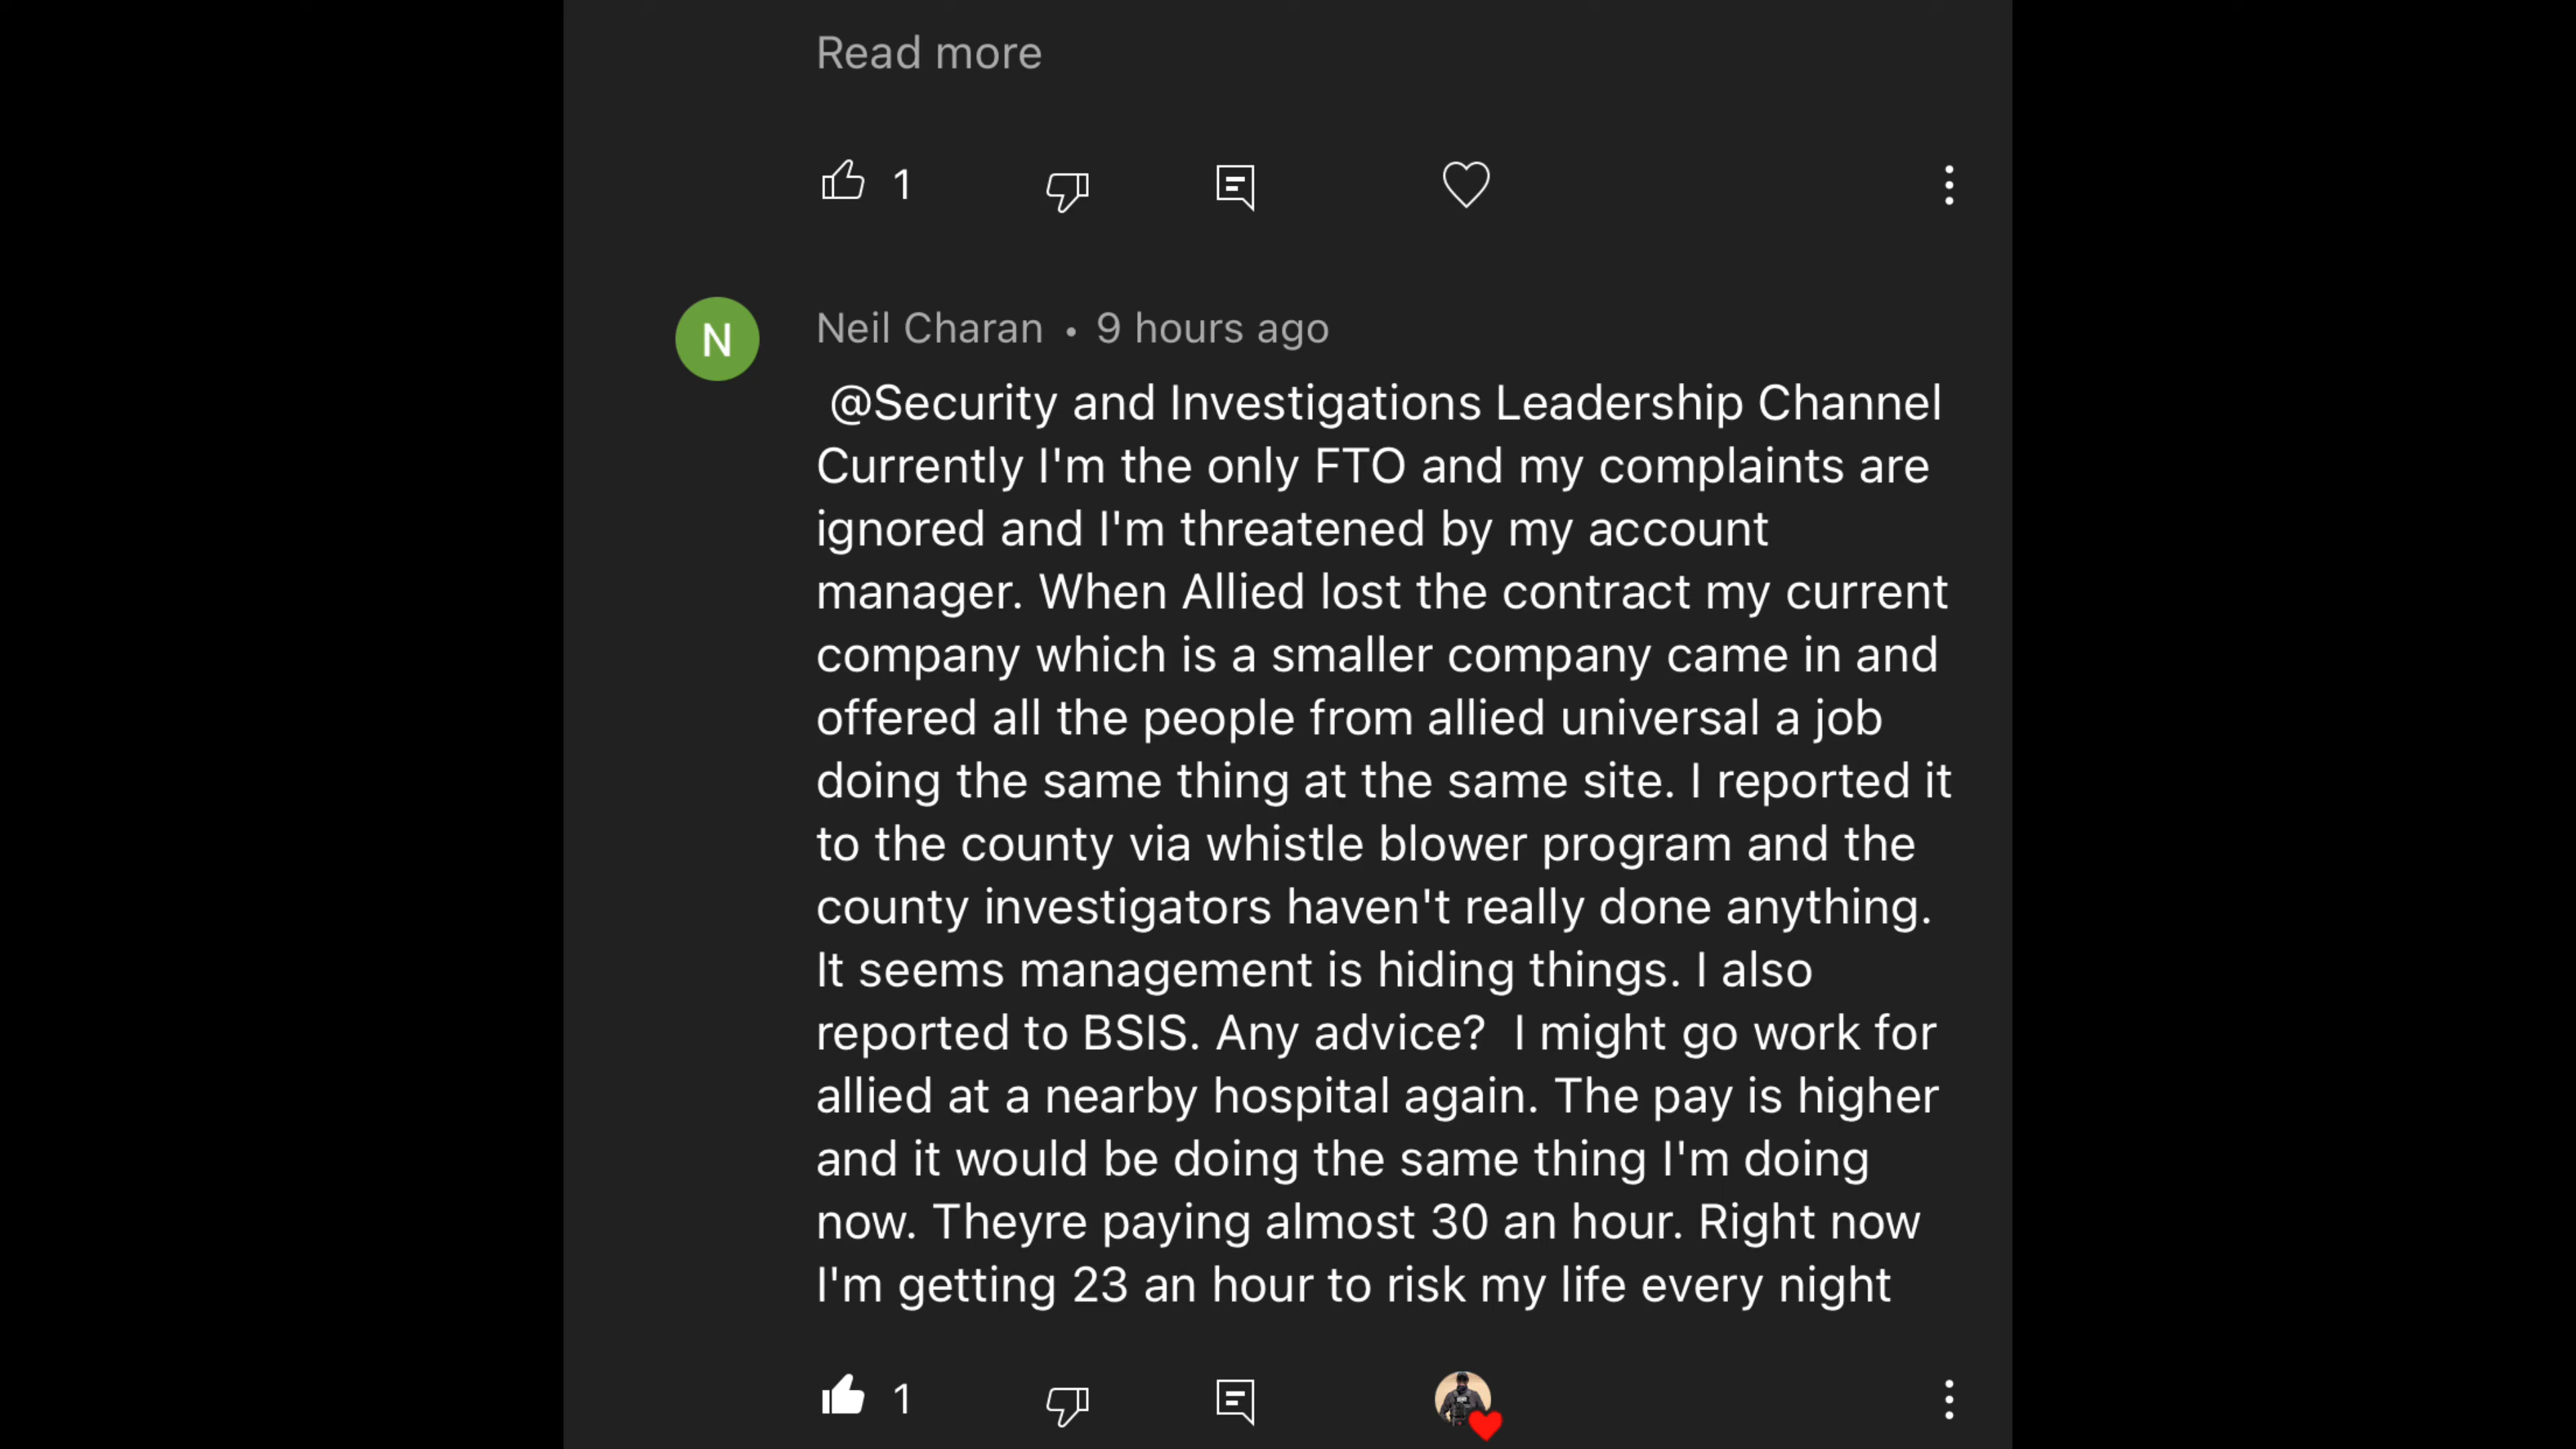 Read more
1
N
Neil Charan • 9 hours ago
@Security and Investigations Leadership Channel
Currently I'm the only FTO and my complaints are
ignored and I'm threatened by my account
manager. When Allied lost the contract my current
company which is a smaller company came in and
offered all the people from allied universal a job
doing the same thing at the same site. I reported it
to the county via whistle blower program and the
county investigators haven't really done anything.
It seems management is hiding things. I also
reported to BSIS. Any advice?  I might go work for
allied at a nearby hospital again. The pay is higher
and it would be doing the same thing I'm doing
now. Theyre paying almost 30 an hour. Right now
I'm getting 23 an hour to risk my life every night
1